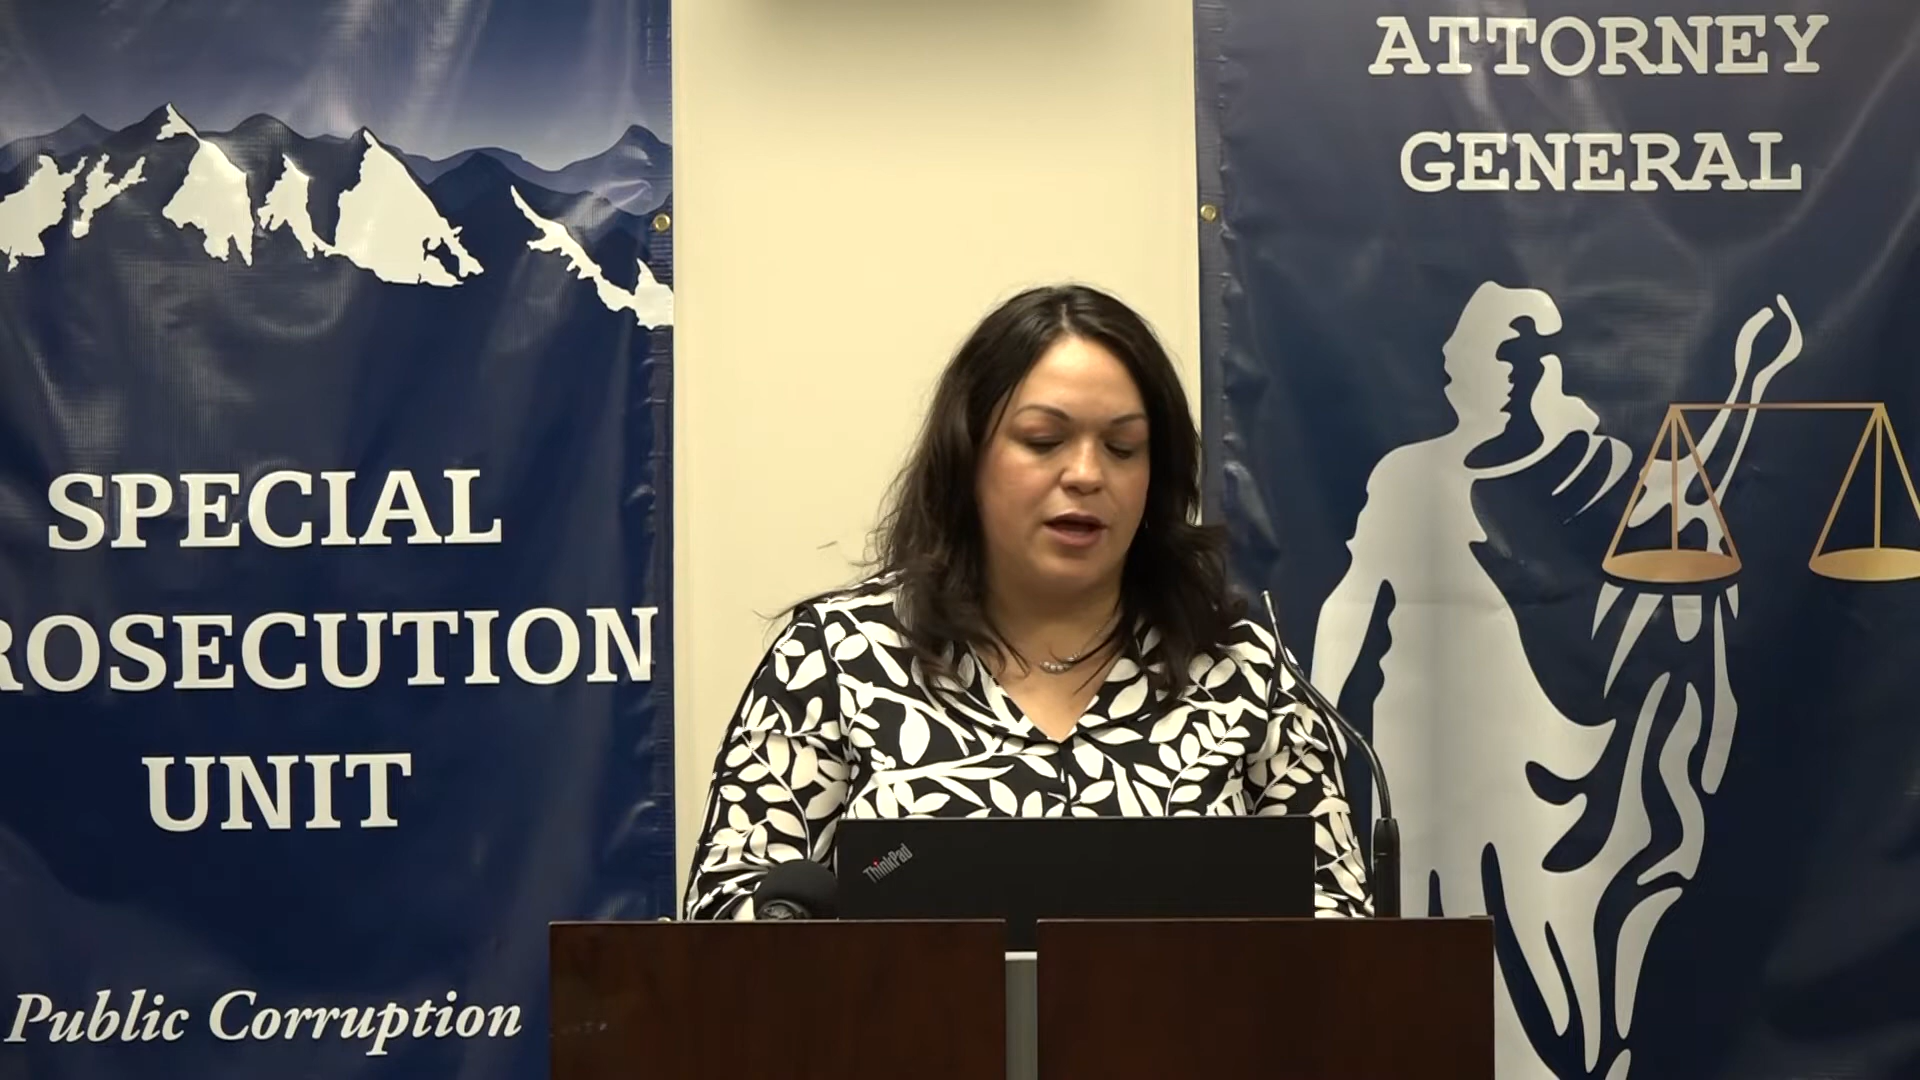 SPECIAL
ROSECUTION
UNIT
Public Corruption
ATTORNEY
GENERAL
ThinkPad